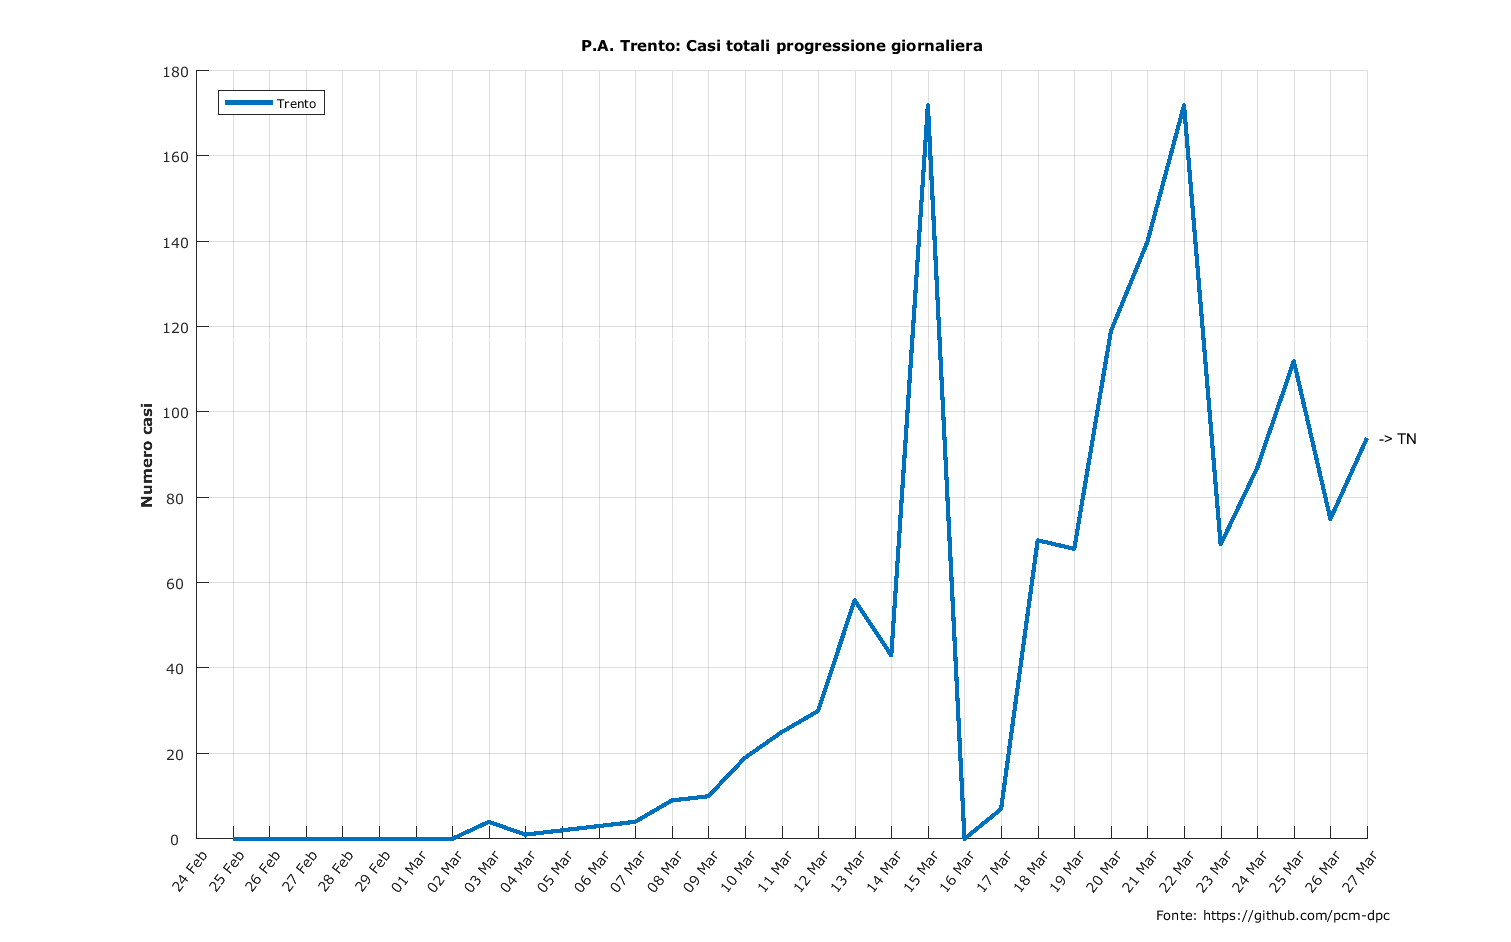 P.A. Trento: Casi totali progressione giornaliera
Trento
Numero casi
180
160
140
120
100
80
60
40
20
0
-> TN
24 Feb
25 Feb
26 Feb
27 Feb
28 Feb
29 Feb
01 Mar
02 Mar
03 Mar
04 Mar
05 Mar
06 Mar
07 Mar
08 Mar
09 Mar
10 Mar
11 Mar
12 Mar
13 Mar
14 Mar
15 Mar
16 Mar
17 Mar
18 Mar
19 Mar
20 Mar
21 Mar
22 Mar
23 Mar
24 Mar
25 Mar
26 Mar
27 Mar
Fonte: https://github.com/pcm-dpc